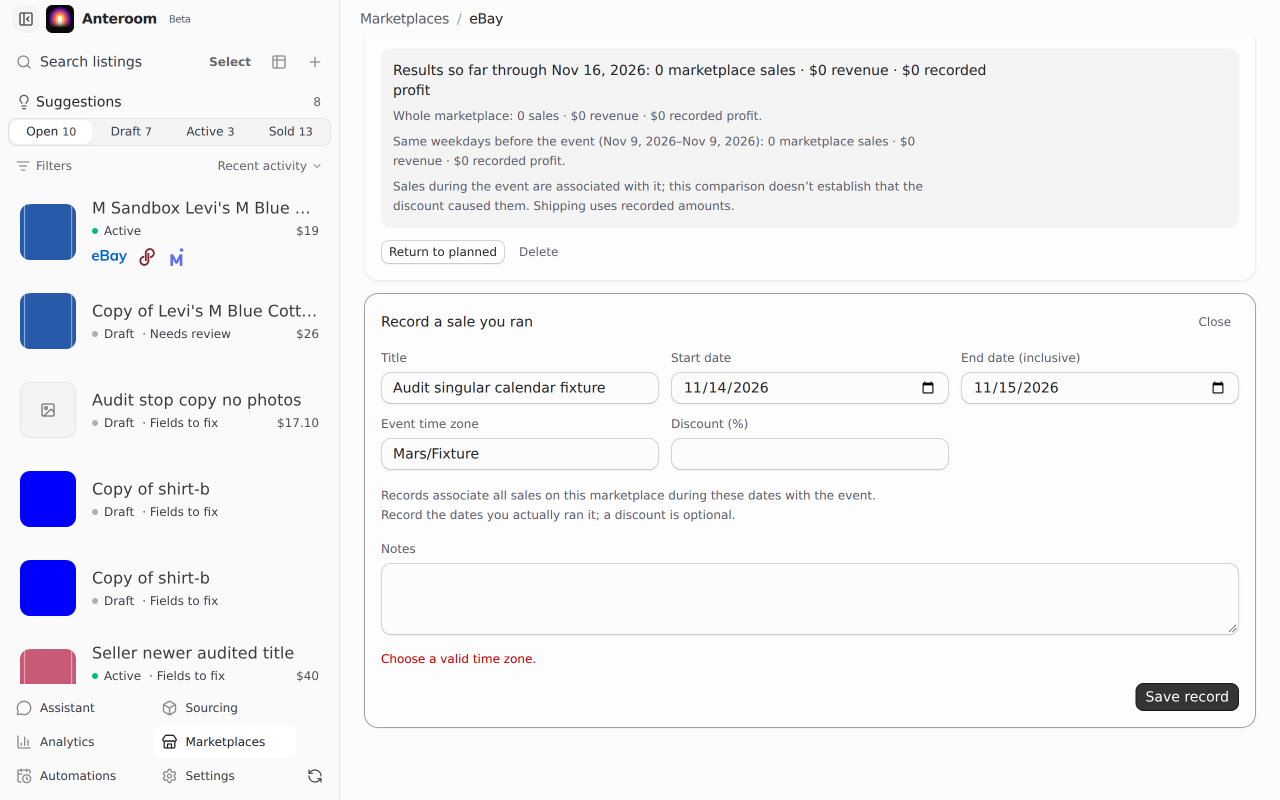 Anteroom Beta
Search listings Select
Suggestions 8
Open 10 Draft 7 Active 3 Sold 13
Filters Recent activity
M Sandbox Levi's M Blue ...
Active $19
eBay
Copy of Levi's M Blue Cott...
Draft · Needs review $26
Audit stop copy no photos
Draft · Fields to fix $17.10
Copy of shirt-b
Draft · Fields to fix
Copy of shirt-b
Draft · Fields to fix
Seller newer audited title
Active · Fields to fix $40
Assistant Sourcing
Analytics Marketplaces
Automations Settings
Marketplaces / eBay
Results so far through Nov 16, 2026: 0 marketplace sales · $0 revenue · $0 recorded
profit
Whole marketplace: 0 sales · $0 revenue · $0 recorded profit.
Same weekdays before the event (Nov 9, 2026–Nov 9, 2026): 0 marketplace sales · $0
revenue · $0 recorded profit.
Sales during the event are associated with it; this comparison doesn’t establish that the
discount caused them. Shipping uses recorded amounts.
Return to planned Delete
Record a sale you ran Close
Title Start date End date (inclusive)
Audit singular calendar fixture 11/14/2026 11/15/2026
Event time zone Discount (%)
Mars/Fixture
Records associate all sales on this marketplace during these dates with the event.
Record the dates you actually ran it; a discount is optional.
Notes
Choose a valid time zone.
Save record